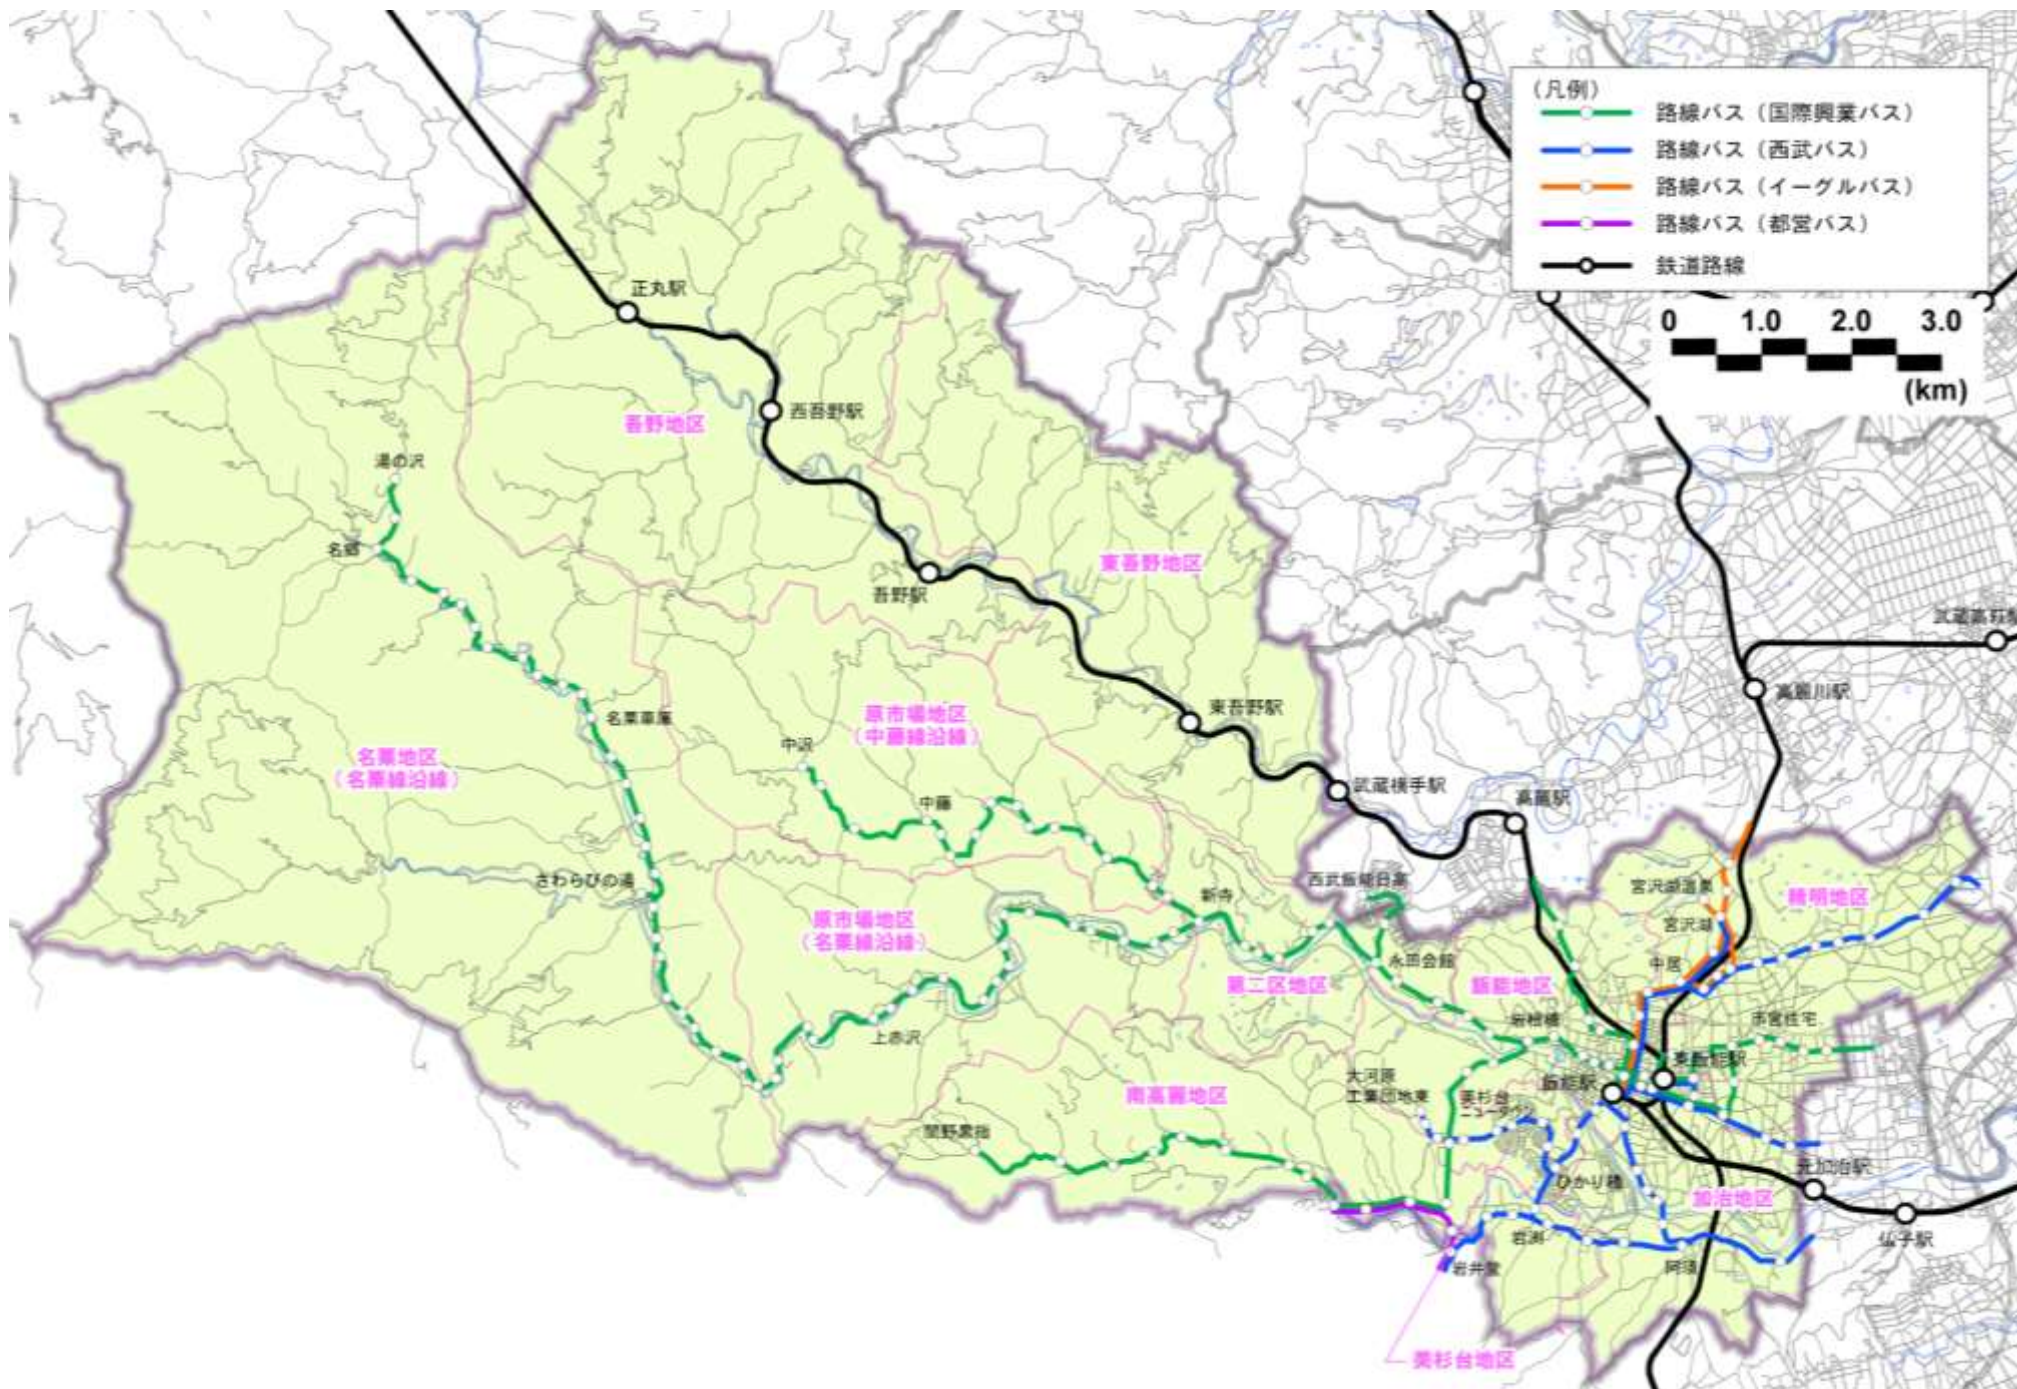 (凡例)
路線バス(国際興業バス)
路線バス(西武バス)
路線バス(イーグルバス)
路線バス(都営バス)
鉄道路線
0 1.0 2.0 3.0
(km)
正丸駅
西吾野駅
吾野地区
湯の沢
名郷
吾野駅
東吾野地区
武蔵高萩駅
高麗川駅
東吾野駅
名栗車庫
原市場地区
(中藤線沿線)
中沢
名栗地区
(名栗線沿線)
武蔵横手駅
高麗駅
中藤
さわらびの湯
西武飯能日高
新寺
宮沢湖温泉
精明地区
原市場地区
(名栗線沿線)
宮沢湖
永田会館
中居
第二区地区
飯能地区
岩根橋
市営住宅
上赤沢
東飯能駅
飯能駅
大河原
工業団地東
美杉台
ニュータウン
南高麗地区
間野黒指
元加治駅
ひかり橋
加治地区
岩渕
仏子駅
阿須
岩井堂
美杉台地区